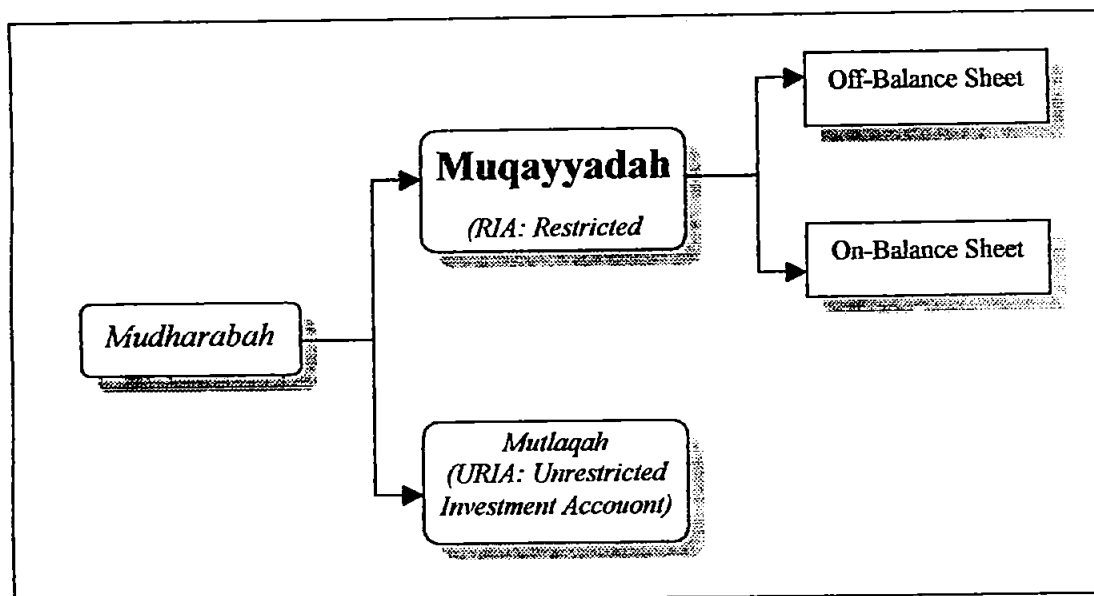 Off-Balance Sheet
Muqayyadah
(RIA: Restricted
On-Balance Sheet
Mudharabah
Mutlaqah
(URIA: Unrestricted
Investment Accouont)